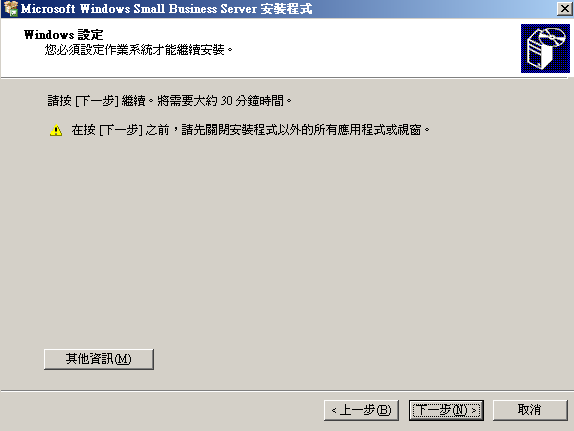 Microsoft Windows Small Business Server 安裝程式
Windows 設定
您必須設定作業系統才能繼續安裝。
請按 [下一步] 繼續。將需要大約 30 分鐘時間。
在按 [下一步] 之前，請先關閉安裝程式以外的所有應用程式或視窗。
其他資訊(M)
< 上一步(B)
下一步(N) >
取消